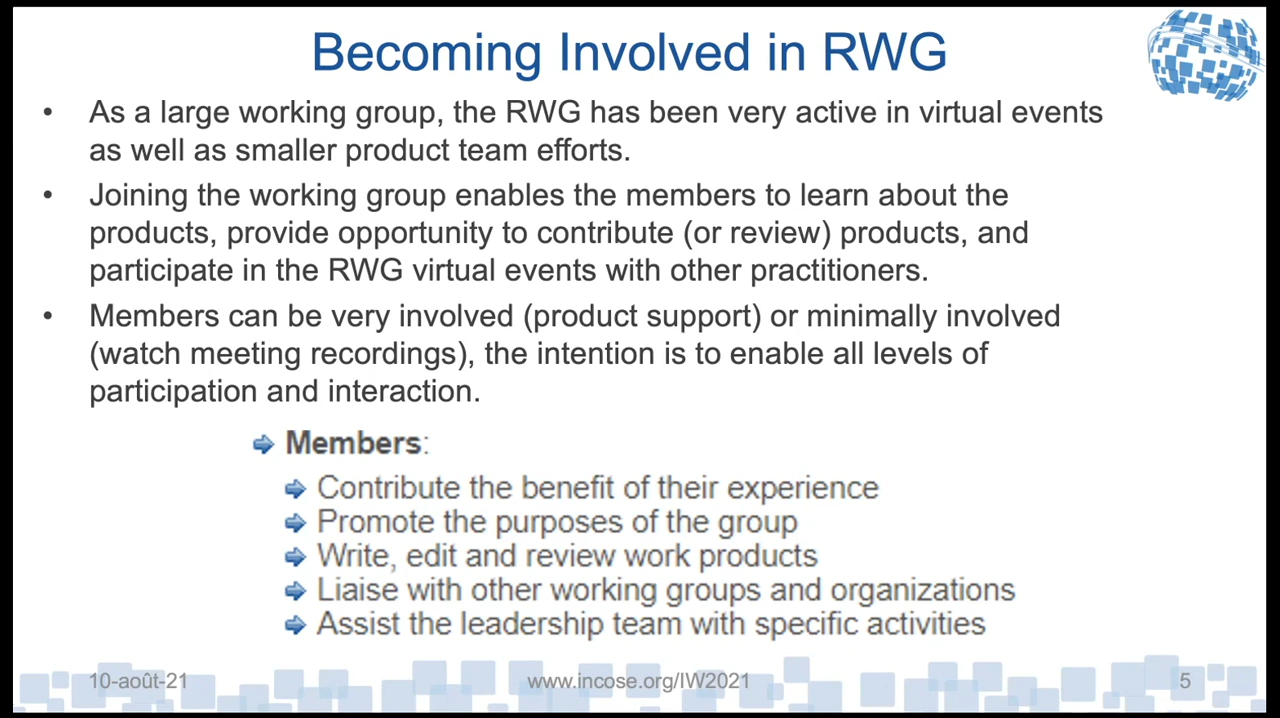 Becoming Involved in RWG
• As a large working group, the RWG has been very active in virtual events
as well as smaller product team efforts.
• Joining the working group enables the members to learn about the
products, provide opportunity to contribute (or review) products, and
participate in the RWG virtual events with other practitioners.
• Members can be very involved (product support) or minimally involved
(watch meeting recordings), the intention is to enable all levels of
participation and interaction.
Members:
Contribute the benefit of their experience
Promote the purposes of the group
Write, edit and review work products
Liaise with other working groups and organizations
Assist the leadership team with specific activities
10-août-21
www.incose.org/IW2021
5